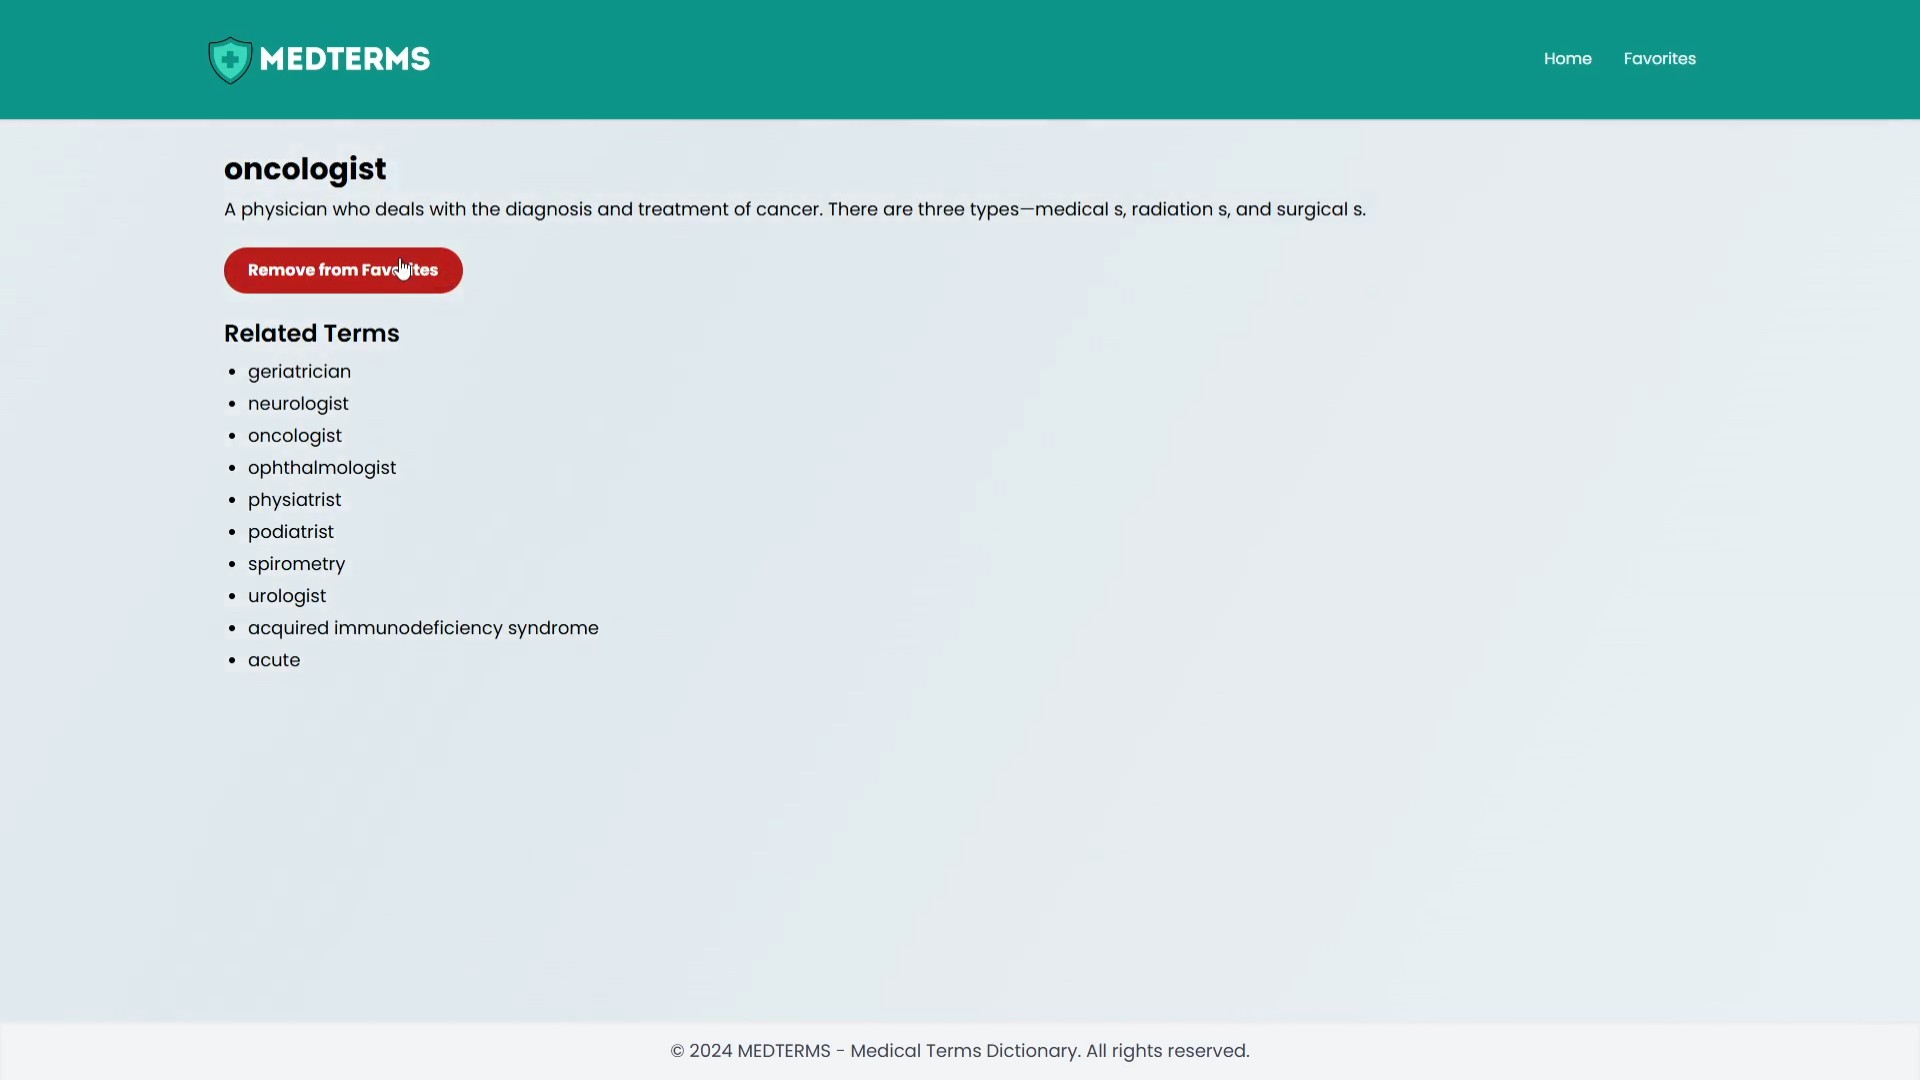 MEDTERMS
Home
Favorites
oncologist
A physician who deals with the diagnosis and treatment of cancer. There are three types—medical s, radiation s, and surgical s.
Remove from Favorites
Related Terms
• geriatrician
• neurologist
• oncologist
• ophthalmologist
• physiatrist
• podiatrist
• spirometry
• urologist
• acquired immunodeficiency syndrome
• acute
© 2024 MEDTERMS - Medical Terms Dictionary. All rights reserved.